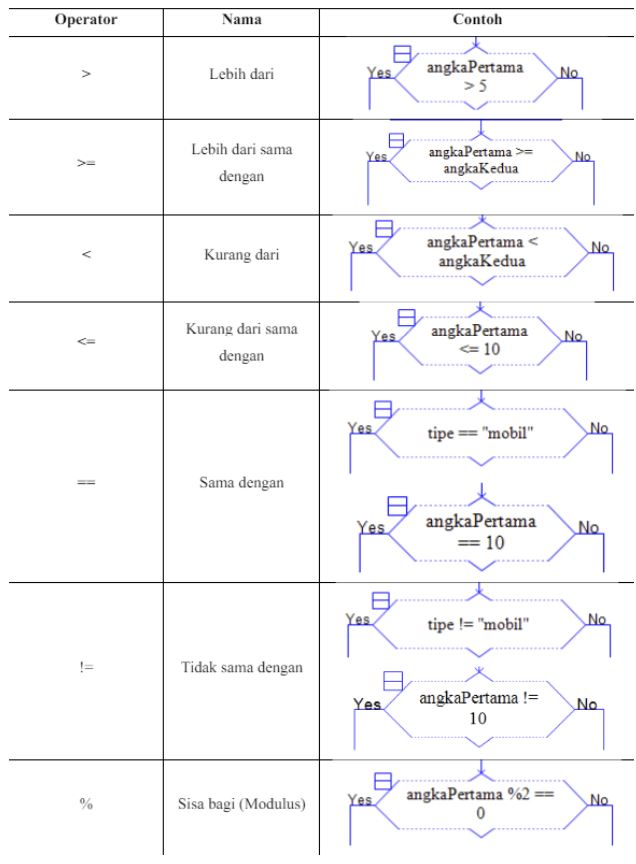 Operator Nama Contoh
> Lebih dari
Yes angkaPertama No
> 5
>= Lebih dari sama
dengan
Yes angkaPertama >= No
angkaKedua
< Kurang dari
Yes angkaPertama < No
angkaKedua
<= Kurang dari sama
dengan
Yes angkaPertama No
<= 10
== Sama dengan
Yes tipe == "mobil" No
Yes angkaPertama No
== 10
!= Tidak sama dengan
Yes tipe != "mobil" No
Yes angkaPertama != No
10
% Sisa bagi (Modulus)
Yes angkaPertama %2 == No
0